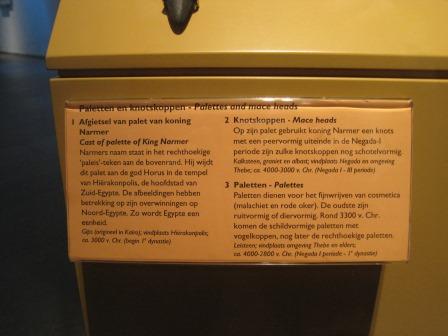 Paletten en knotskoppen - Palettes and mace heads
1 Afgietsel van palet van koning
Narmer
Cast of palette of King Narmer
Narmers naam staat in het rechthoekige
'paleis'-teken aan de bovenrand. Hij wijdt
dit palet aan de god Horus in de tempel
van Hiërakonpolis, de hoofdstad van
Zuid-Egypte. De afbeeldingen hebben
betrekking op zijn overwinningen op
Noord-Egypte. Zo wordt Egypte een
eenheid.
Gips (origineel in Kaïro); vindplaats Hiërakonpolis;
ca. 3000 v. Chr. (begin 1e dynastie)
2 Knotskoppen - Mace heads
Op zijn palet gebruikt koning Narmer een knots
met een peervormig uiteinde in de Negada-I
periode zijn zulke knotskoppen nog schotelvormig.
Kalksteen, graniet en albast; vindplaats Negada en omgeving
Thebe; ca. 4000-3000 v. Chr. (Negada I - III periode)
3 Paletten - Palettes
Paletten dienen voor het fijnwrijven van cosmetica
(malachiet en rode oker). De oudste zijn
ruitvormig of diervormig. Rond 3300 v. Chr.
komen de schildvormige paletten met
vogelkoppen, nog later de rechthoekige paletten.
Leisteen; vindplaats omgeving Thebe en elders;
ca. 4000-2800 v. Chr. (Negada I periode - 1e dynastie)